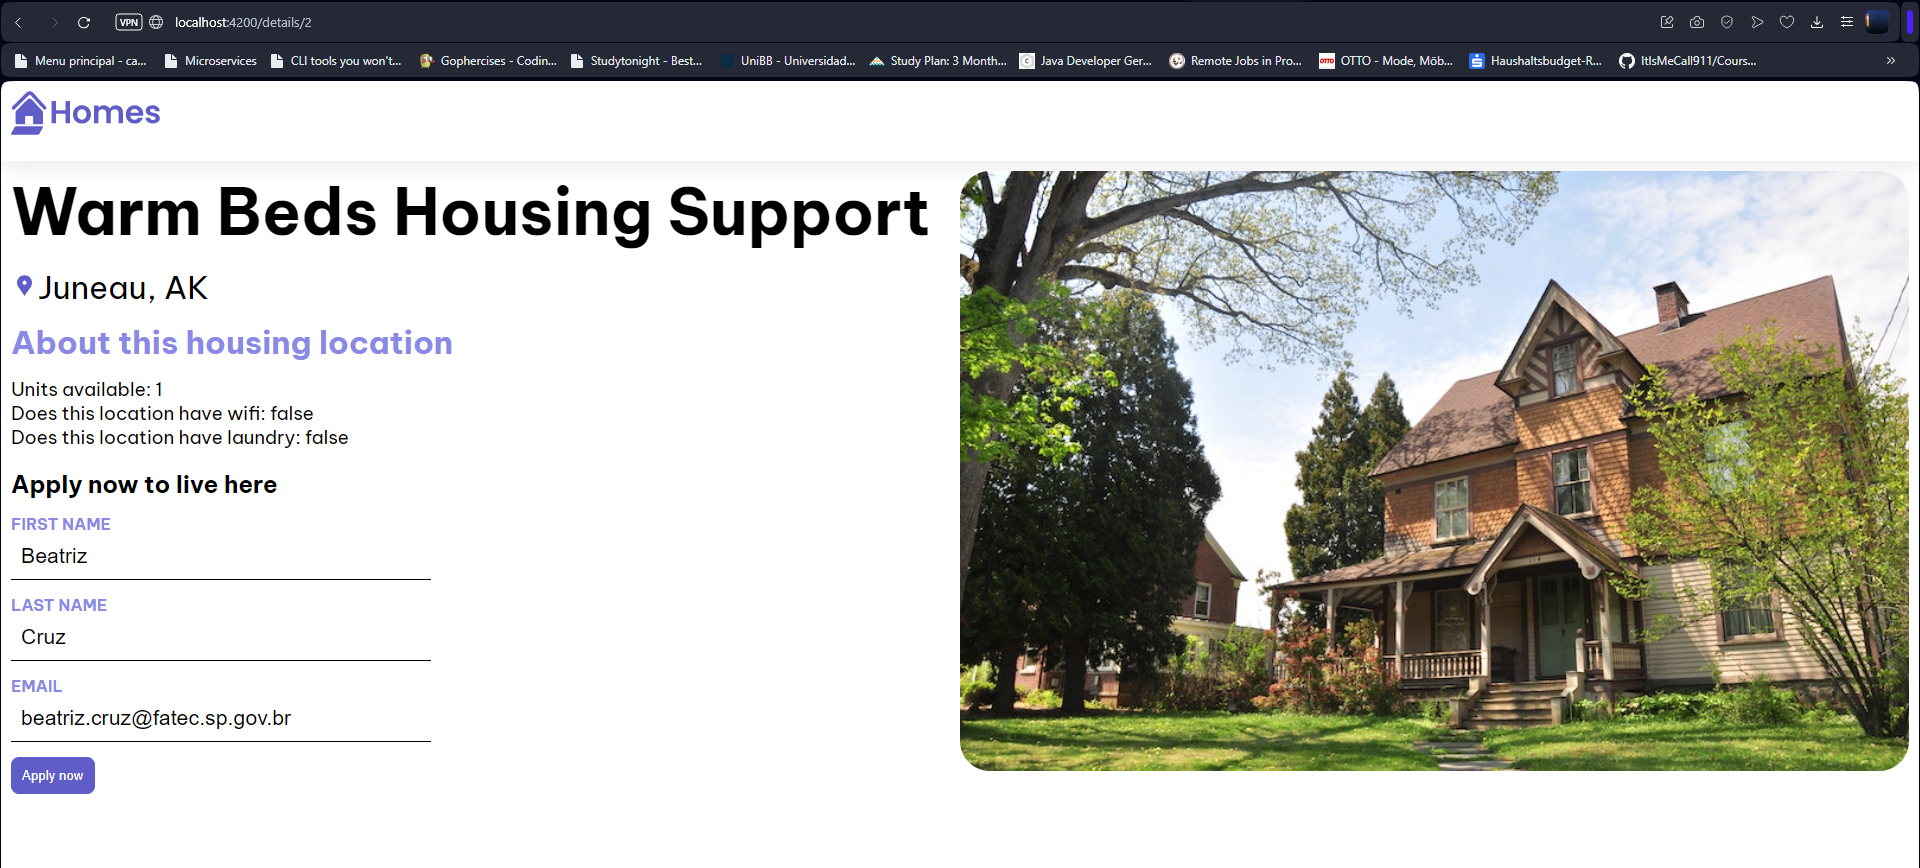 VPN localhost:4200/details/2
Menu principal - ca... Microservices CLI tools you won't... Gophercises - Codin... Studytonight - Best... UniBB - Universidad... Study Plan: 3 Month... Java Developer Ger... Remote Jobs in Pro... OTTO - Mode, Möb... Haushaltsbudget-R... ItIsMeCall911/Cours... »
Homes
Warm Beds Housing Support
Juneau, AK
About this housing location
Units available: 1
Does this location have wifi: false
Does this location have laundry: false
Apply now to live here
FIRST NAME
Beatriz
LAST NAME
Cruz
EMAIL
beatriz.cruz@fatec.sp.gov.br
Apply now